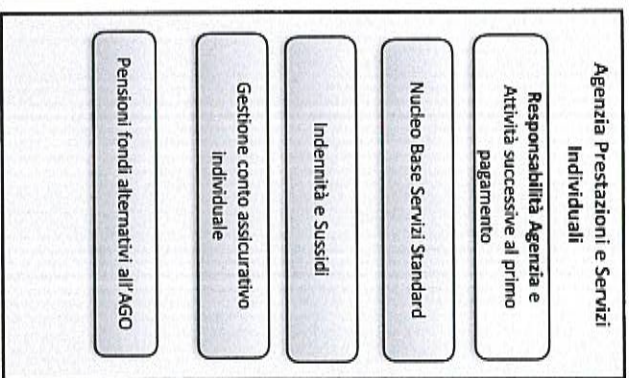 Agenzia Prestazioni e Servizi
Individuali
Responsabilità Agenzia e
Attività successive al primo
pagamento
Nucleo Base Servizi Standard
Indennità e Sussidi
Gestione conto assicurativo
individuale
Pensioni fondi alternativi all'AGO